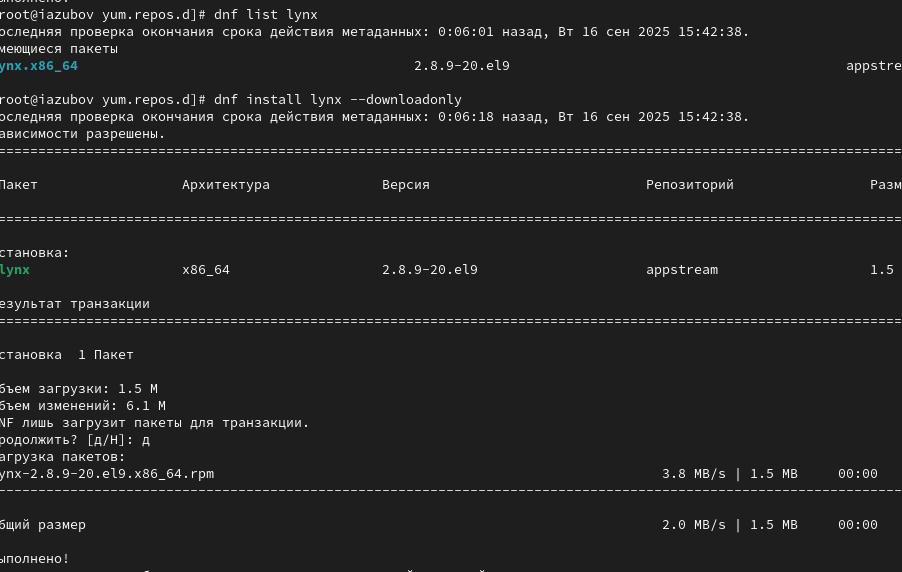 root@iazubov yum.repos.d]# dnf list lynx
оследняя проверка окончания срока действия метаданных: 0:06:01 назад, Вт 16 сен 2025 15:42:38.
меющиеся пакеты
ynx.x86_64 2.8.9-20.el9 appstre
root@iazubov yum.repos.d]# dnf install lynx --downloadonly
оследняя проверка окончания срока действия метаданных: 0:06:18 назад, Вт 16 сен 2025 15:42:38.
ависимости разрешены.
Пакет Архитектура Версия Репозиторий Разм
становка:
lynx x86_64 2.8.9-20.el9 appstream 1.5
езультат транзакции
становка 1 Пакет
бъем загрузки: 1.5 M
бъем изменений: 6.1 M
NF лишь загрузит пакеты для транзакции.
родолжить? [д/Н]: д
агрузка пакетов:
ynx-2.8.9-20.el9.x86_64.rpm 3.8 MB/s | 1.5 MB 00:00
бщий размер 2.0 MB/s | 1.5 MB 00:00
ыполнено!